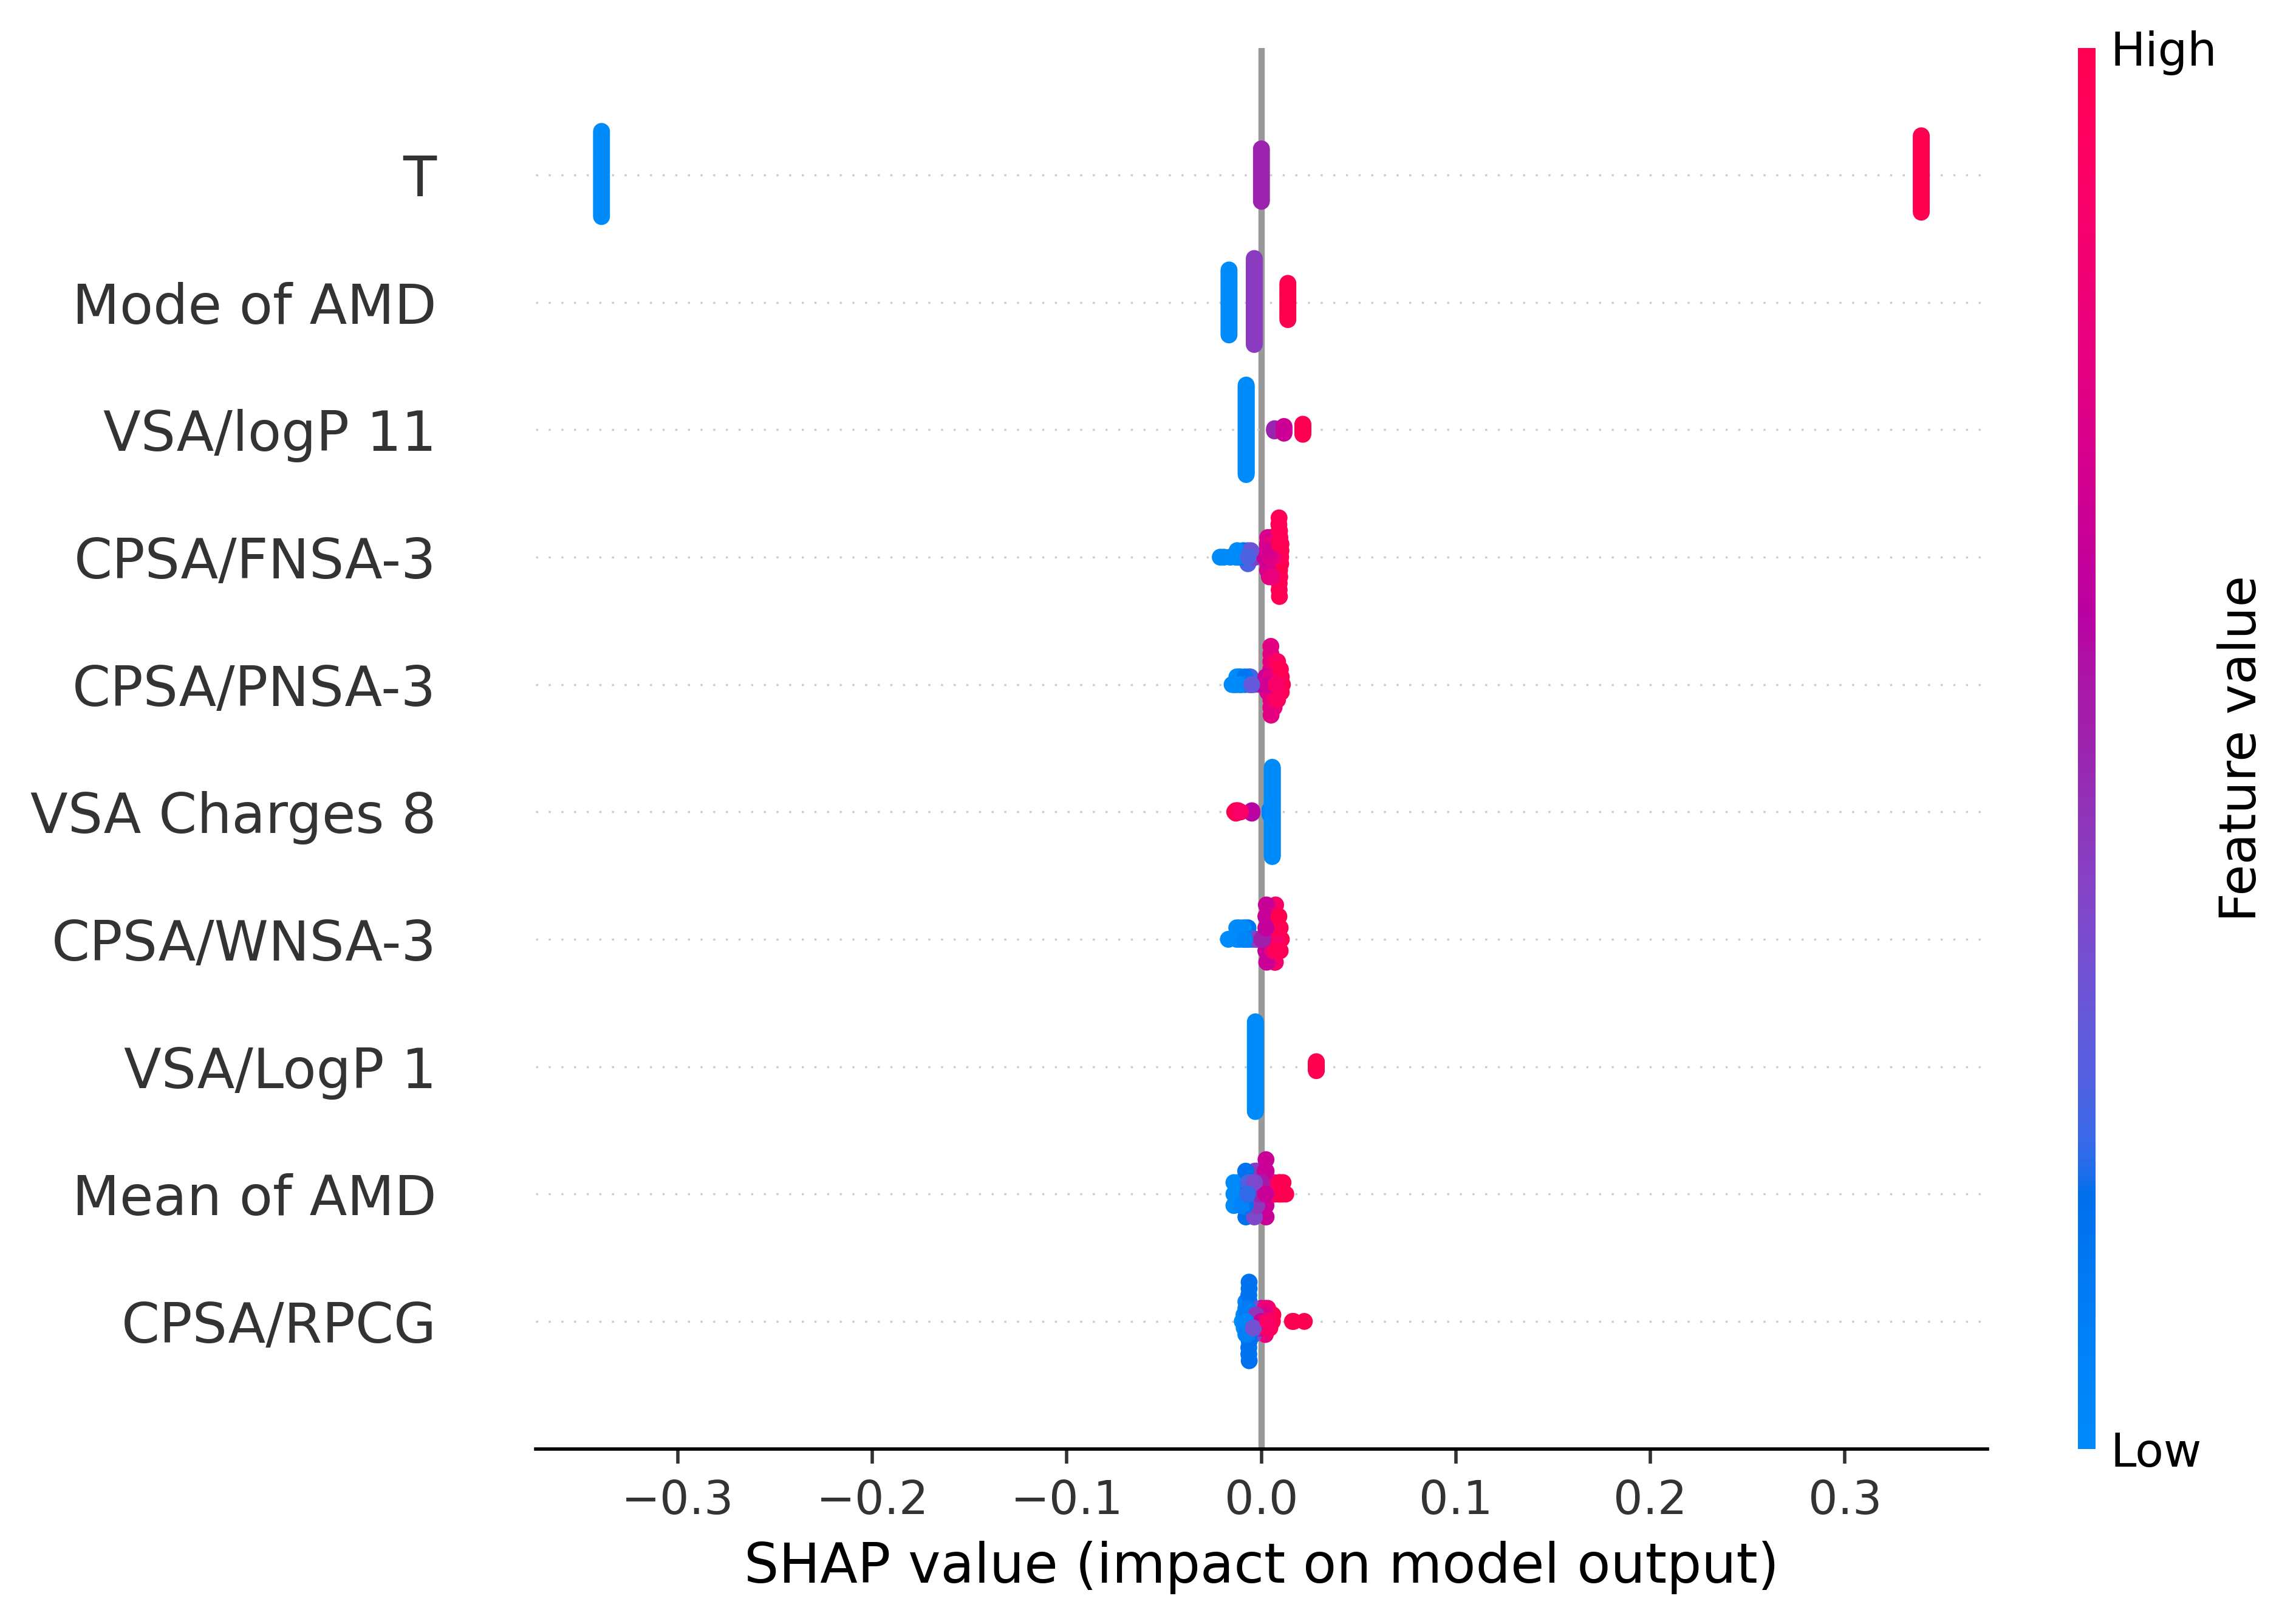 High
T
Mode of AMD
VSA/logP 11
CPSA/FNSA-3
CPSA/PNSA-3
VSA Charges 8
CPSA/WNSA-3
VSA/LogP 1
Mean of AMD
CPSA/RPCG
Feature value
Low
−0.3 −0.2 −0.1 0.0 0.1 0.2 0.3
SHAP value (impact on model output)